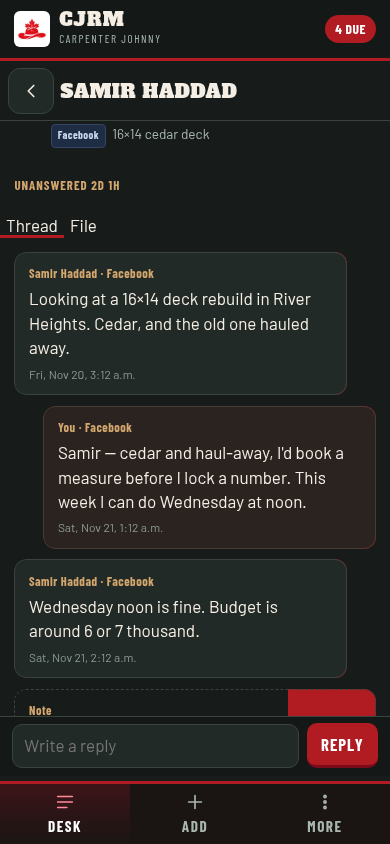 CJRM
CARPENTER JOHNNY
4 DUE
SAMIR HADDAD
Facebook 16×14 cedar deck
UNANSWERED 2D 1H
Thread File
Samir Haddad · Facebook
Looking at a 16×14 deck rebuild in River
Heights. Cedar, and the old one hauled
away.
Fri, Nov 20, 3:12 a.m.
You · Facebook
Samir — cedar and haul-away, I'd book a
measure before I lock a number. This
week I can do Wednesday at noon.
Sat, Nov 21, 1:12 a.m.
Samir Haddad · Facebook
Wednesday noon is fine. Budget is
around 6 or 7 thousand.
Sat, Nov 21, 2:12 a.m.
Note
Write a reply
REPLY
DESK
ADD
MORE